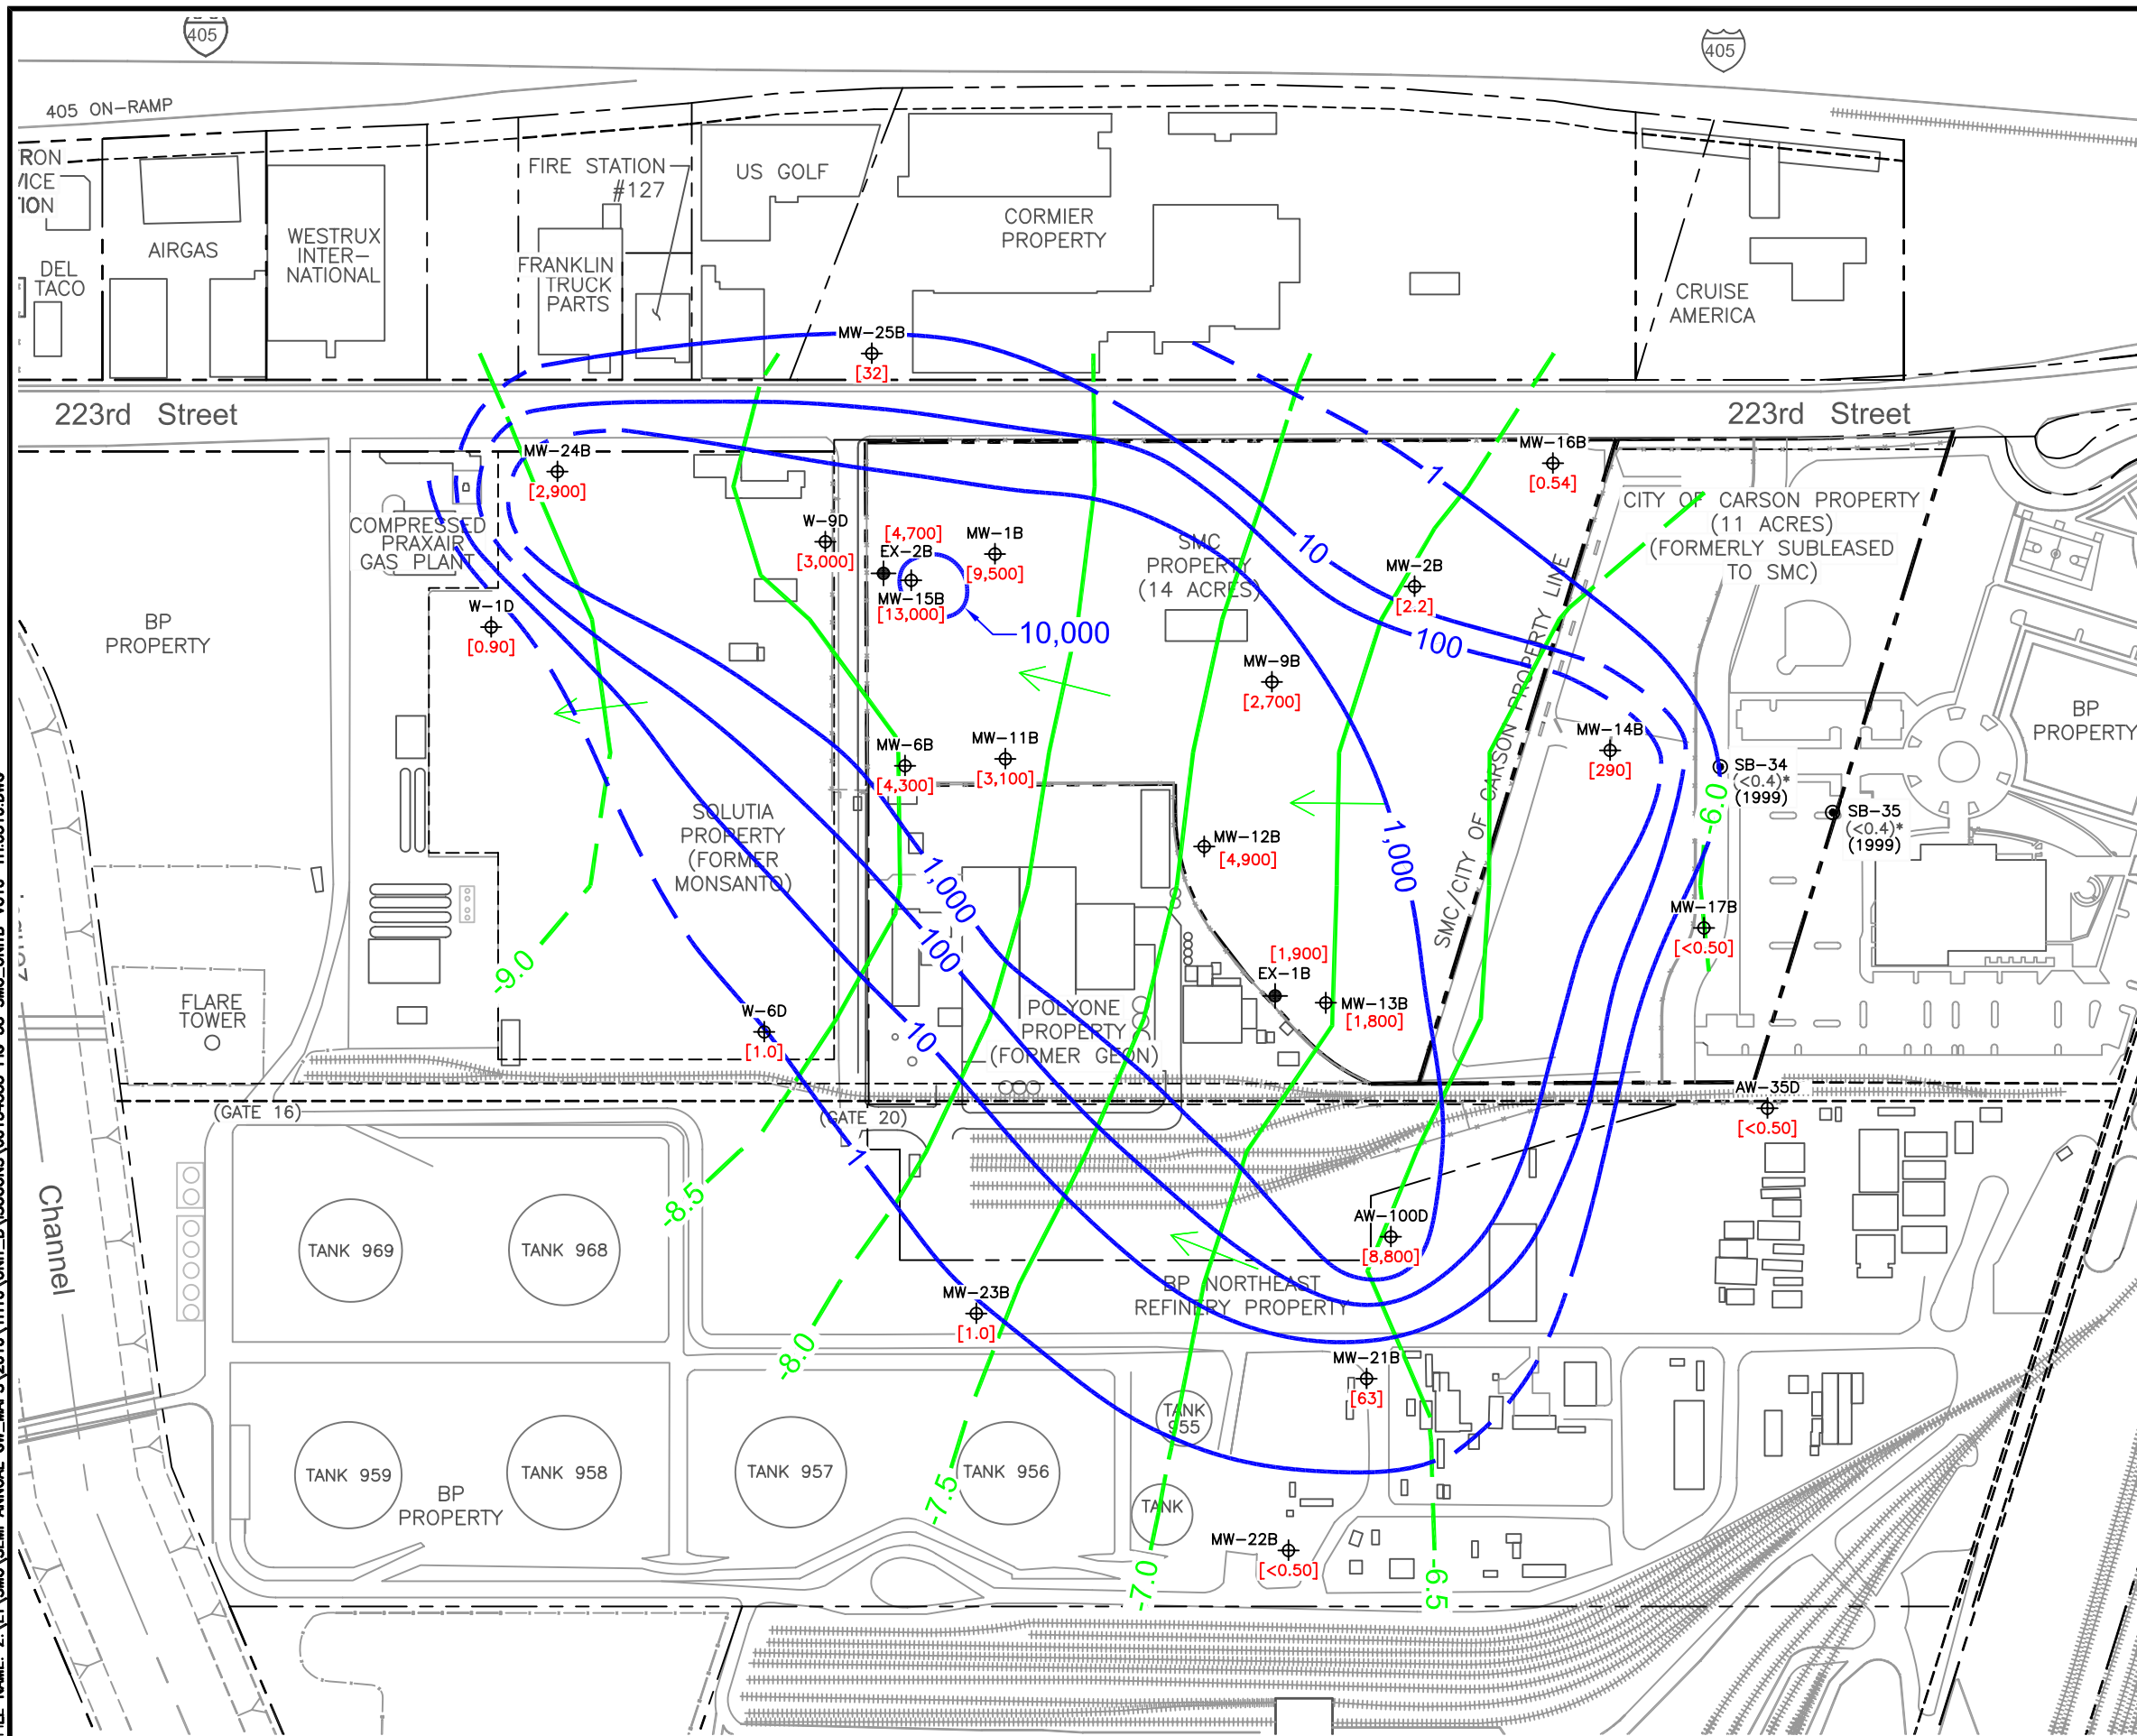 405
405
405 ON-RAMP
RON
VICE
ION
DEL
TACO
AIRGAS
WESTRUX
INTER-
NATIONAL
FIRE STATION
#127
FRANKLIN
TRUCK
PARTS
US GOLF
CORMIER
PROPERTY
CRUISE
AMERICA
MW-25B
[32]
223rd Street
223rd Street
MW-24B
[2,900]
COMPRESSED
PRAXAIR
GAS PLANT
W-9D
[3,000]
[4,700]
EX-2B
MW-1B
[9,500]
MW-15B
[13,000]
10,000
SMC
PROPERTY
(14 ACRES)
10
1
MW-16B
[0.54]
MW-2B
[2.2]
100
CITY OF CARSON PROPERTY
(11 ACRES)
(FORMERLY SUBLEASED
TO SMC)
BP
PROPERTY
W-1D
[0.90]
MW-9B
[2,700]
SMC/CITY OF CARSON PROPERTY LINE
BP
PROPERTY
MW-6B
[4,300]
MW-11B
[3,100]
MW-14B
[290]
SB-34
(<0.4)*
(1999)
SB-35
(<0.4)*
(1999)
-6.0
SOLUTIA
PROPERTY
(FORMER
MONSANTO)
MW-12B
[4,900]
1,000
1,000
100
10
MW-17B
[<0.50]
-9.0
FLARE
TOWER
W-6D
[1.0]
POLYONE
PROPERTY
(FORMER GEON)
[1,900]
EX-1B
MW-13B
[1,800]
AW-35D
[<0.50]
(GATE 16)
(GATE 20)
1
Channel
-8.5
TANK 969
TANK 968
AW-100D
[8,800]
BP NORTHEAST
REFINERY PROPERTY
MW-23B
[1.0]
-8.0
MW-21B
[63]
TANK
955
TANK 959
TANK 958
TANK 957
TANK 956
BP
PROPERTY
-7.5
TANK
MW-22B
[<0.50]
-7.0
-6.5